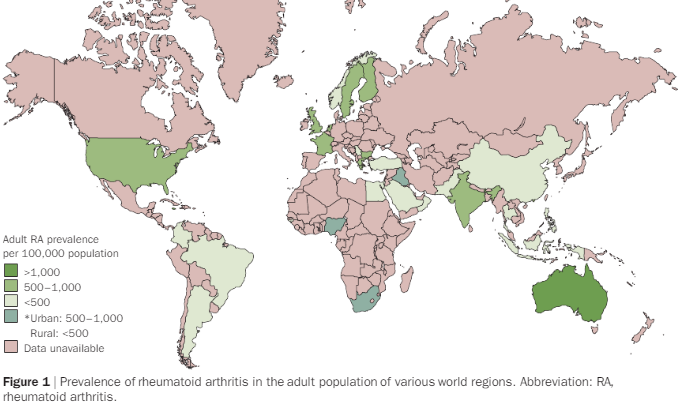 Adult RA prevalence
per 100,000 population
>1,000
500–1,000
<500
*Urban: 500–1,000
Rural: <500
Data unavailable
Figure 1 | Prevalence of rheumatoid arthritis in the adult population of various world regions. Abbreviation: RA,
rheumatoid arthritis.